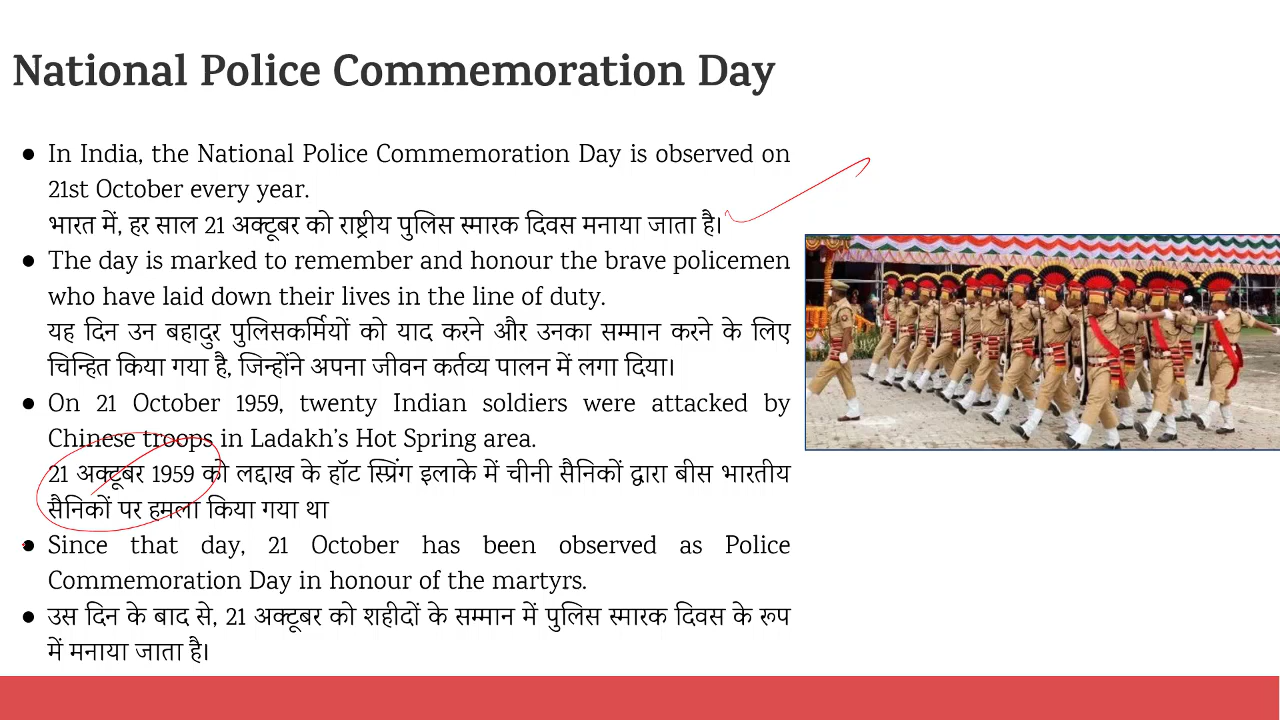 National Police Commemoration Day
● In India, the National Police Commemoration Day is observed on
21st October every year.
भारत में, हर साल 21 अक्टूबर को राष्ट्रीय पुलिस स्मारक दिवस मनाया जाता है।
● The day is marked to remember and honour the brave policemen
who have laid down their lives in the line of duty.
यह दिन उन बहादुर पुलिसकर्मियों को याद करने और उनका सम्मान करने के लिए
चिन्हित किया गया है, जिन्होंने अपना जीवन कर्तव्य पालन में लगा दिया।
● On 21 October 1959, twenty Indian soldiers were attacked by
Chinese troops in Ladakh’s Hot Spring area.
21 अक्टूबर 1959 को लद्दाख के हॉट स्प्रिंग इलाके में चीनी सैनिकों द्वारा बीस भारतीय
सैनिकों पर हमला किया गया था
● Since that day, 21 October has been observed as Police
Commemoration Day in honour of the martyrs.
● उस दिन के बाद से, 21 अक्टूबर को शहीदों के सम्मान में पुलिस स्मारक दिवस के रूप
में मनाया जाता है।